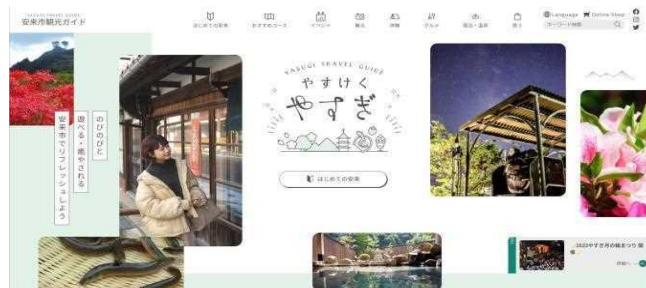 YASUGI TRAVEL GUIDE
安来市観光ガイド
はじめての安来
おすすめコース
イベント
観る
体験
グルメ
宿泊・温泉
買う
Language
Online Shop
キーワード検索
のびのびと
遊べる・癒やされる
安来市でリフレッシュしよう
YASUGI TRAVEL GUIDE
やすけく
やすぎ
はじめての安来
2023やすぎ月の輪まつり 開